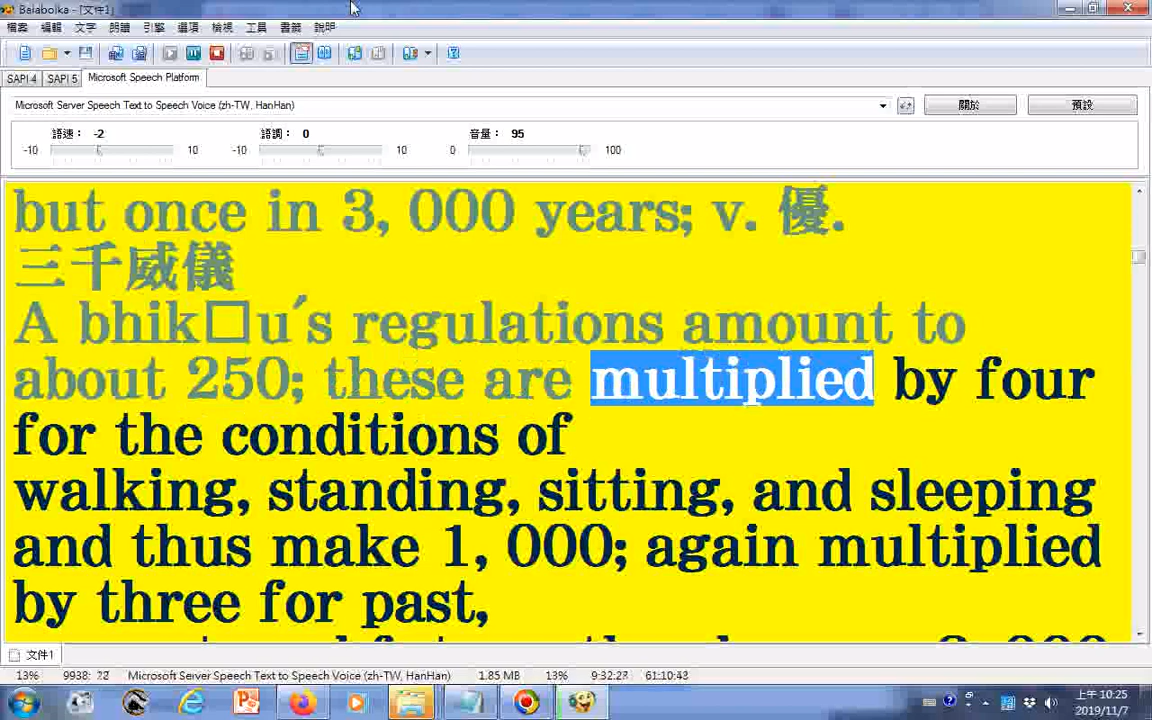 Balabolka - [文件1]
檔案 編輯 文字 朗讀 引擎 選項 檢視 工具 書籤 說明
SAPI 4 SAPI 5 Microsoft Speech Platform
Microsoft Server Speech Text to Speech Voice (zh-TW, HanHan) 關於 預設
語速: -2 語調: 0 音量: 95
-10 10 -10 10 0 100
but once in 3, 000 years; v. 優.
三千威儀
A bhik□u′s regulations amount to
about 250; these are multiplied by four
for the conditions of
walking, standing, sitting, and sleeping
and thus make 1, 000; again multiplied
by three for past,
文件1
13% 9938: 28 Microsoft Server Speech Text to Speech Voice (zh-TW, HanHan) 1.85 MB 13% 9:32:23 61:10:43
上午 10:25
2019/11/7